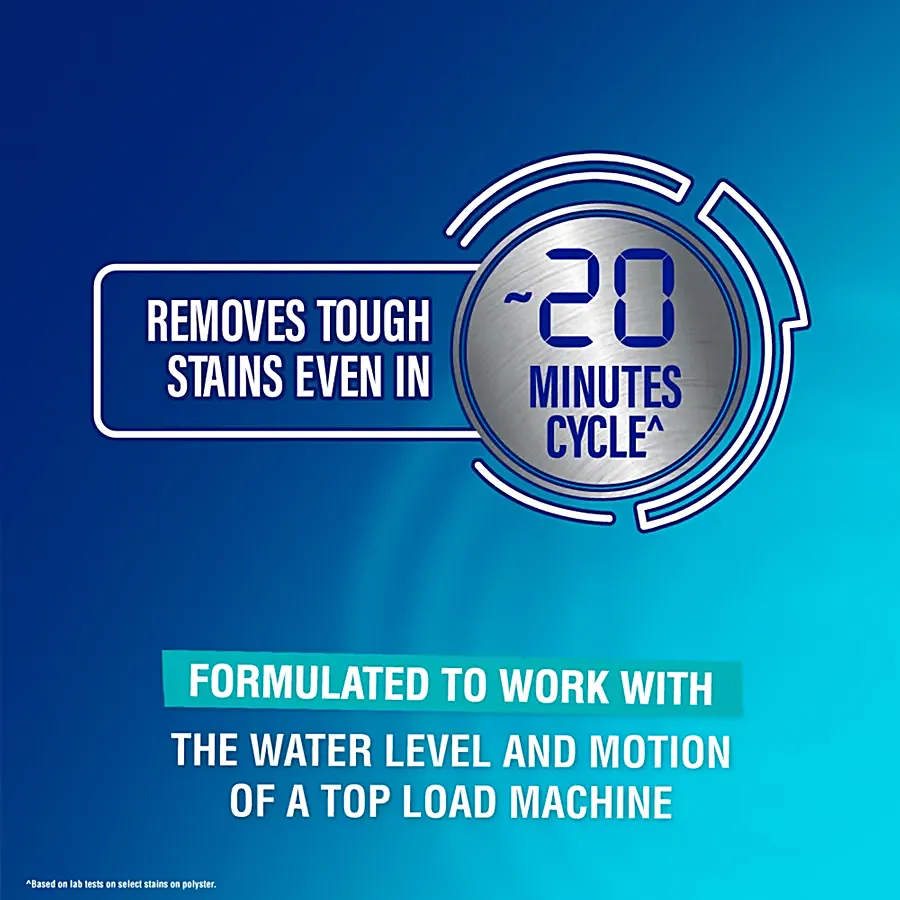 REMOVES TOUGH
STAINS EVEN IN
~20
MINUTES
CYCLE^
FORMULATED TO WORK WITH
THE WATER LEVEL AND MOTION
OF A TOP LOAD MACHINE
^Based on lab tests on select stains on polyster.